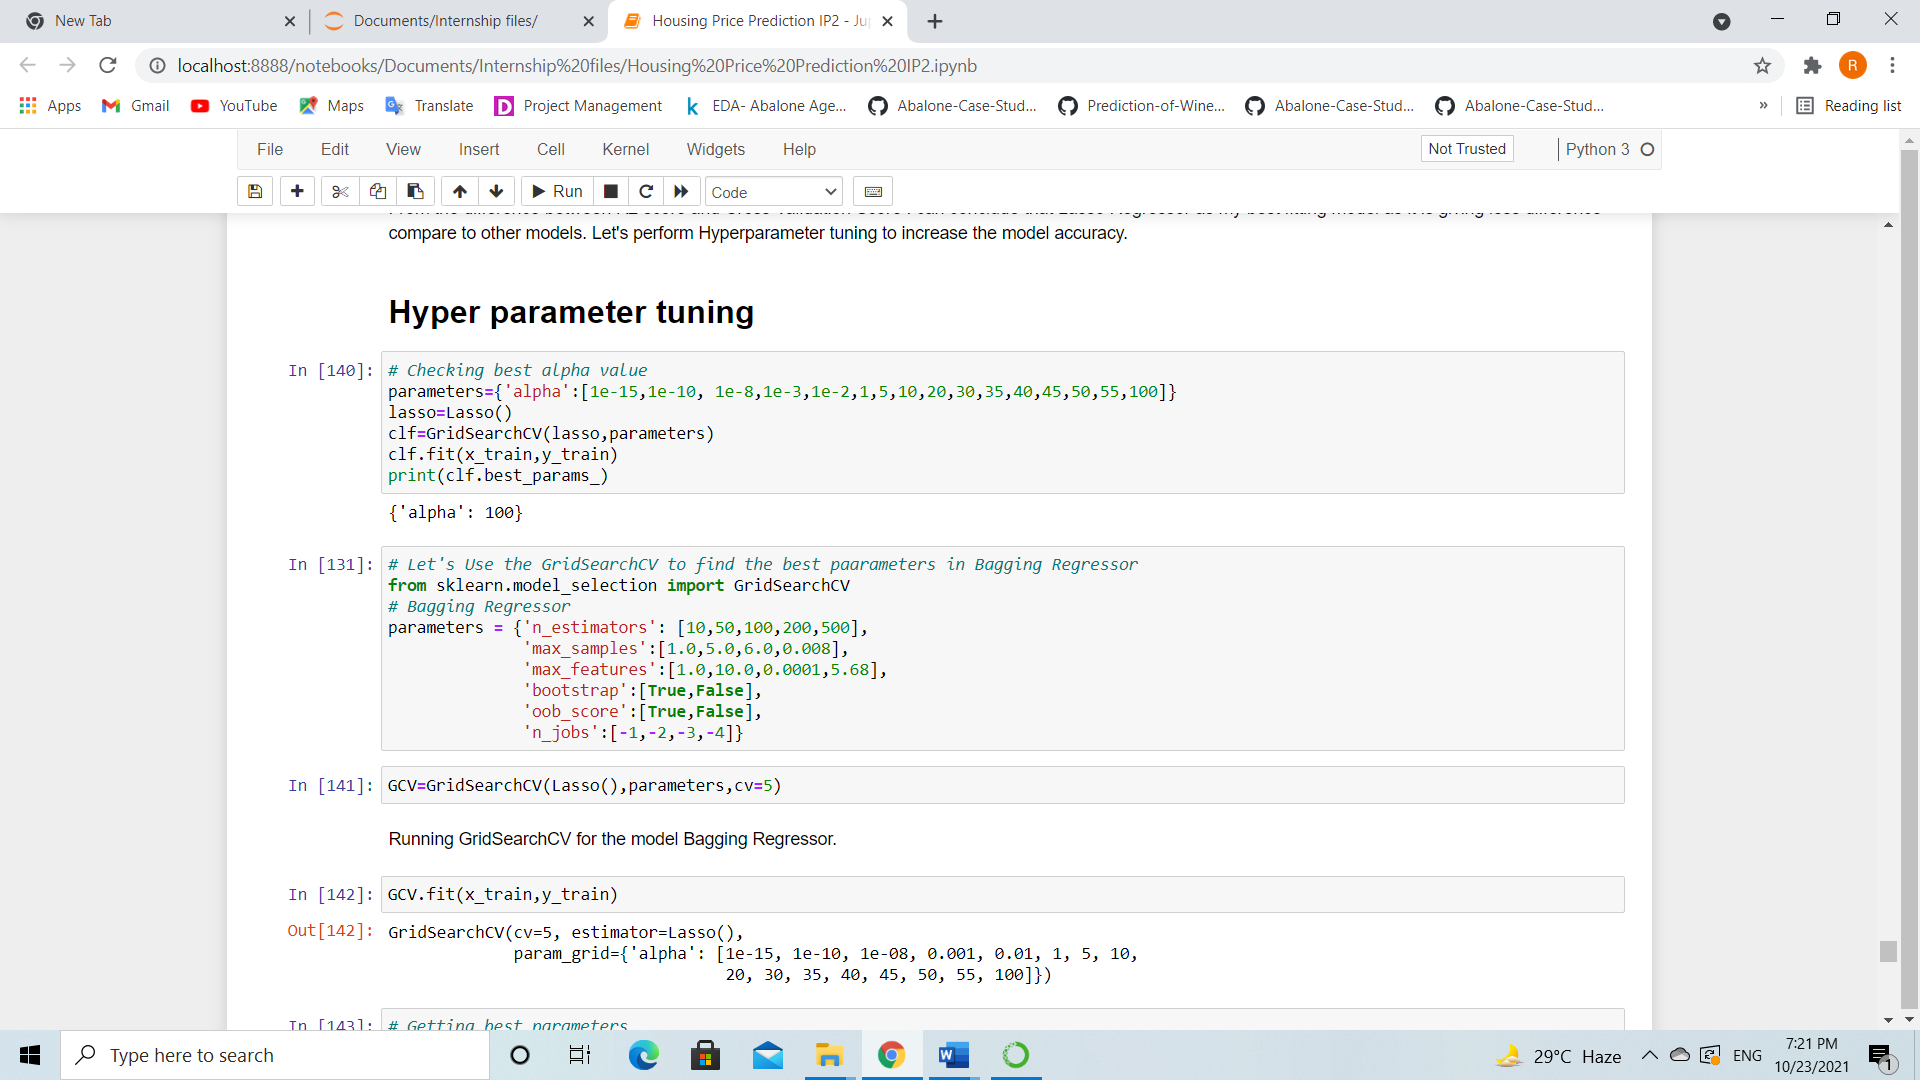 New Tab
Documents/Internship files/
Housing Price Prediction IP2 - Ju
localhost:8888/notebooks/Documents/Internship%20files/Housing%20Price%20Prediction%20IP2.ipynb
R
Apps
Gmail
YouTube
Maps
Translate
Project Management
EDA- Abalone Age...
Abalone-Case-Stud...
Prediction-of-Wine...
Abalone-Case-Stud...
Abalone-Case-Stud...
»
Reading list
File
Edit
View
Insert
Cell
Kernel
Widgets
Help
Not Trusted
Python 3
Run
Code
compare to other models. Let's perform Hyperparameter tuning to increase the model accuracy.
Hyper parameter tuning
In [140]:
# Checking best alpha value
parameters={'alpha':[1e-15,1e-10, 1e-8,1e-3,1e-2,1,5,10,20,30,35,40,45,50,55,100]}
lasso=Lasso()
clf=GridSearchCV(lasso,parameters)
clf.fit(x_train,y_train)
print(clf.best_params_)
{'alpha': 100}
In [131]:
# Let's Use the GridSearchCV to find the best paarameters in Bagging Regressor
from sklearn.model_selection import GridSearchCV
# Bagging Regressor
parameters = {'n_estimators': [10,50,100,200,500],
'max_samples':[1.0,5.0,6.0,0.008],
'max_features':[1.0,10.0,0.0001,5.68],
'bootstrap':[True,False],
'oob_score':[True,False],
'n_jobs':[-1,-2,-3,-4]}
In [141]:
GCV=GridSearchCV(Lasso(),parameters,cv=5)
Running GridSearchCV for the model Bagging Regressor.
In [142]:
GCV.fit(x_train,y_train)
Out[142]:
GridSearchCV(cv=5, estimator=Lasso(),
param_grid={'alpha': [1e-15, 1e-10, 1e-08, 0.001, 0.01, 1, 5, 10,
20, 30, 35, 40, 45, 50, 55, 100]})
In [143]:
# Getting best parameters
Type here to search
29°C Haze
ENG
7:21 PM
10/23/2021
1